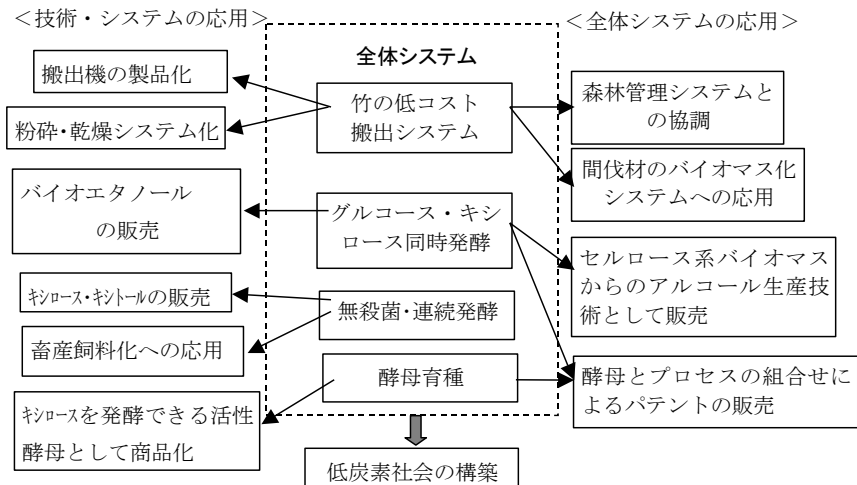 ＜技術・システムの応用＞
搬出機の製品化
粉砕・乾燥システム化
バイオエタノール
の販売
ｷｼﾛｰｽ・ｷｼﾄｰﾙの販売
畜産飼料化への応用
ｷｼﾛｰｽを発酵できる活性
酵母として商品化
全体システム
竹の低コスト
搬出システム
グルコース・キシ
ロース同時発酵
無殺菌・連続発酵
酵母育種
低炭素社会の構築
＜全体システムの応用＞
森林管理システムと
の協調
間伐材のバイオマス化
システムへの応用
セルロース系バイオマス
からのアルコール生産技
術として販売
酵母とプロセスの組合せに
よるパテントの販売